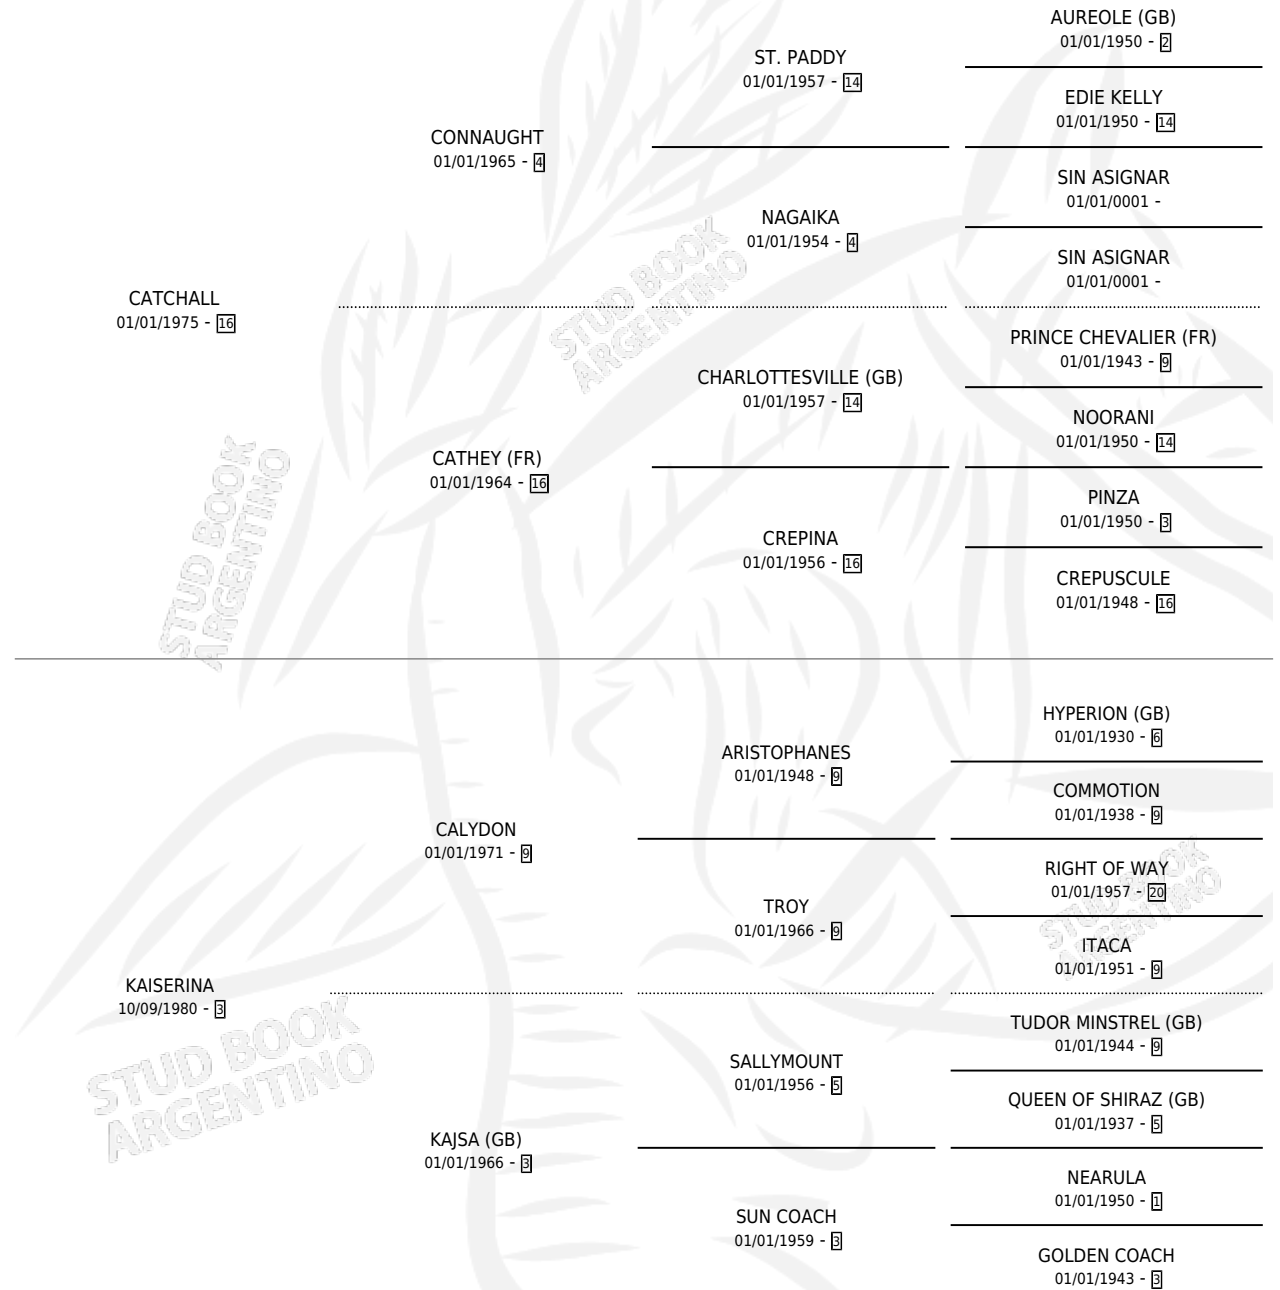 AUREOLE (GB)
01/01/1950 - 2
ST. PADDY
01/01/1957 - 14
EDIE KELLY
01/01/1950 - 14
CONNAUGHT
01/01/1965 - 4
SIN ASIGNAR
01/01/0001 -
NAGAIKA
01/01/1954 - 4
SIN ASIGNAR
01/01/0001 -
CATCHALL
01/01/1975 - 16
STUD BOOK
ARGENTINO
PRINCE CHEVALIER (FR)
01/01/1943 - 9
CHARLOTTESVILLE (GB)
01/01/1957 - 14
NOORANI
01/01/1950 - 14
CATHEY (FR)
01/01/1964 - 16
PINZA
01/01/1950 - 3
CREPINA
01/01/1956 - 16
CREPUSCULE
01/01/1948 - 16
STUD BOOK
ARGENTINO
HYPERION (GB)
01/01/1930 - 6
ARISTOPHANES
01/01/1948 - 9
COMMOTION
01/01/1938 - 9
CALYDON
01/01/1971 - 9
RIGHT OF WAY
01/01/1957 - 20
TROY
01/01/1966 - 9
ITACA
01/01/1951 - 9
STUD BOOK
ARGENTINO
KAISERINA
10/09/1980 - 3
TUDOR MINSTREL (GB)
01/01/1944 - 9
SALLYMOUNT
01/01/1956 - 5
QUEEN OF SHIRAZ (GB)
01/01/1937 - 5
STUD BOOK
ARGENTINO
KAJSA (GB)
01/01/1966 - 3
NEARULA
01/01/1950 - 1
SUN COACH
01/01/1959 - 3
GOLDEN COACH
01/01/1943 - 3